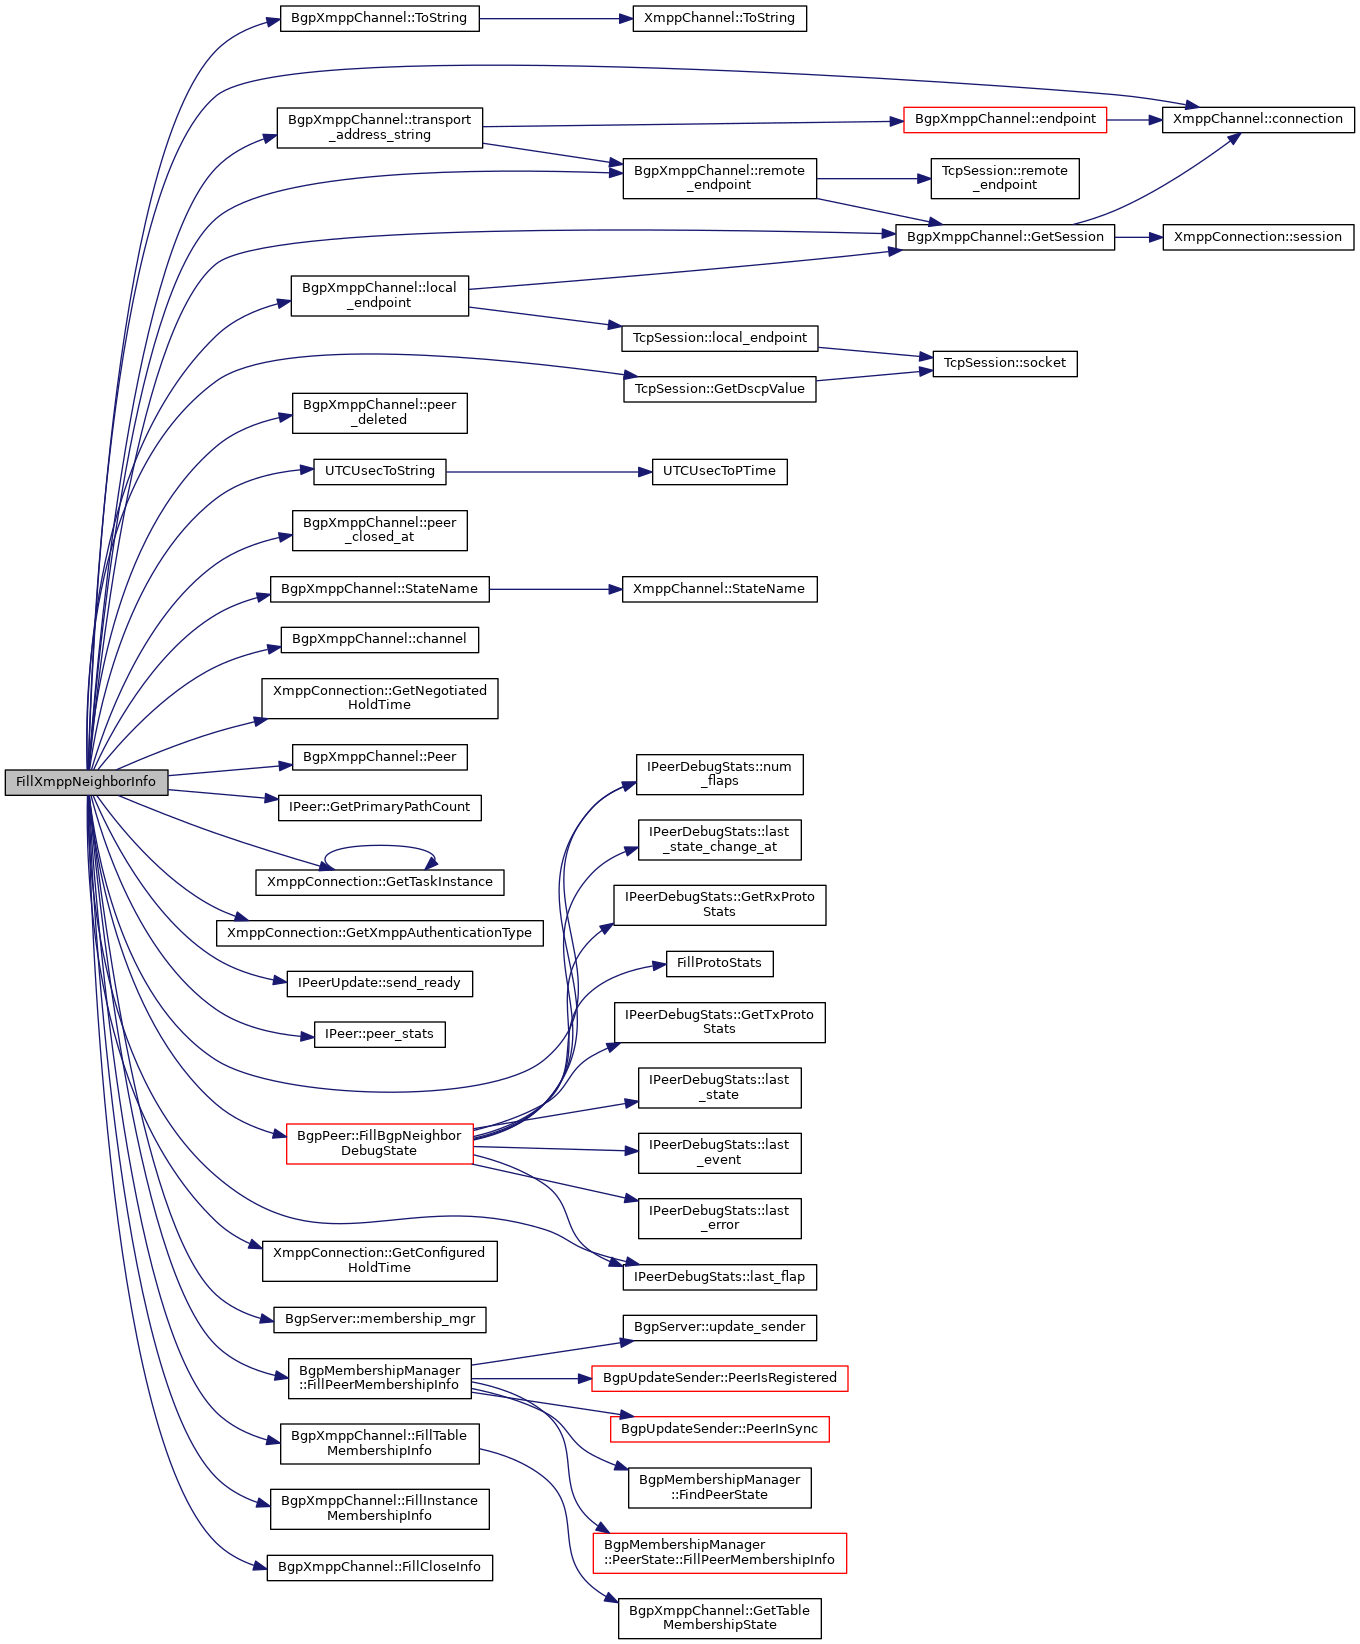 BgpXmppChannel::ToString
XmppChannel::ToString
BgpXmppChannel::transport
_address_string
BgpXmppChannel::endpoint
XmppChannel::connection
BgpXmppChannel::remote
_endpoint
TcpSession::remote
_endpoint
BgpXmppChannel::GetSession
XmppConnection::session
BgpXmppChannel::local
_endpoint
TcpSession::local_endpoint
TcpSession::socket
TcpSession::GetDscpValue
BgpXmppChannel::peer
_deleted
UTCUsecToString
UTCUsecToPTime
BgpXmppChannel::peer
_closed_at
BgpXmppChannel::StateName
XmppChannel::StateName
BgpXmppChannel::channel
XmppConnection::GetNegotiated
HoldTime
BgpXmppChannel::Peer
FillXmppNeighborInfo
IPeer::GetPrimaryPathCount
IPeerDebugStats::num
_flaps
IPeerDebugStats::last
_state_change_at
XmppConnection::GetTaskInstance
IPeerDebugStats::GetRxProto
Stats
XmppConnection::GetXmppAuthenticationType
FillProtoStats
IPeerUpdate::send_ready
IPeerDebugStats::GetTxProto
Stats
IPeer::peer_stats
IPeerDebugStats::last
_state
BgpPeer::FillBgpNeighbor
DebugState
IPeerDebugStats::last
_event
IPeerDebugStats::last
_error
XmppConnection::GetConfigured
HoldTime
IPeerDebugStats::last_flap
BgpServer::membership_mgr
BgpServer::update_sender
BgpMembershipManager
::FillPeerMembershipInfo
BgpUpdateSender::PeerIsRegistered
BgpUpdateSender::PeerInSync
BgpXmppChannel::FillTable
MembershipInfo
BgpMembershipManager
::FindPeerState
BgpXmppChannel::FillInstance
MembershipInfo
BgpMembershipManager
::PeerState::FillPeerMembershipInfo
BgpXmppChannel::FillCloseInfo
BgpXmppChannel::GetTable
MembershipState